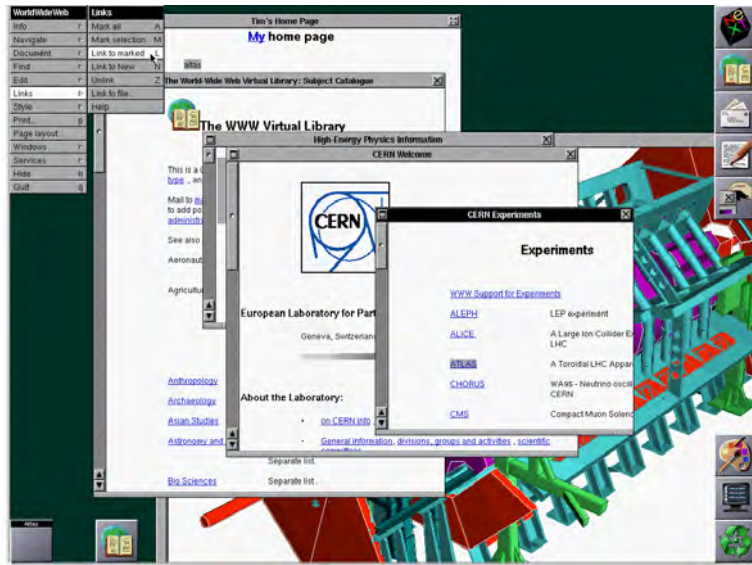 WorldWideWeb
Info r
Navigate r
Document r
Find r
Edit r
Links
Style r
Print... p
Page layout...
Windows r
Services r
Hide h
Quit q
Links
Mark all A
Mark selection M
Link to marked L
Link to New N
Unlink Z
Link to file...
Help
Tim's Home Page
My home page
atlas
The World-Wide Web Virtual Library: Subject Catalogue
The WWW Virtual Library
This is a
type , an
Mail to
to add po
administr
See also
Aeronaut
Agricultu
Anthropology
Archaeology
Asian Studies
Astronomy and
Separate list.
Bio Sciences Separate list.
High-Energy Physics Information
CERN Welcome
CERN
European Laboratory for Part
Geneva, Switzerland
About the Laboratory:
on CERN info
General information, divisions, groups and activities , scientific
committees
CERN Experiments
Experiments
WWW Support for Experiments
ALEPH LEP experiment
ALICE A Large Ion Collider E
LHC
ATLAS A Toroidal LHC Appar
CHORUS WA95 - Neutrino oscill
CERN
CMS Compact Muon Soleno